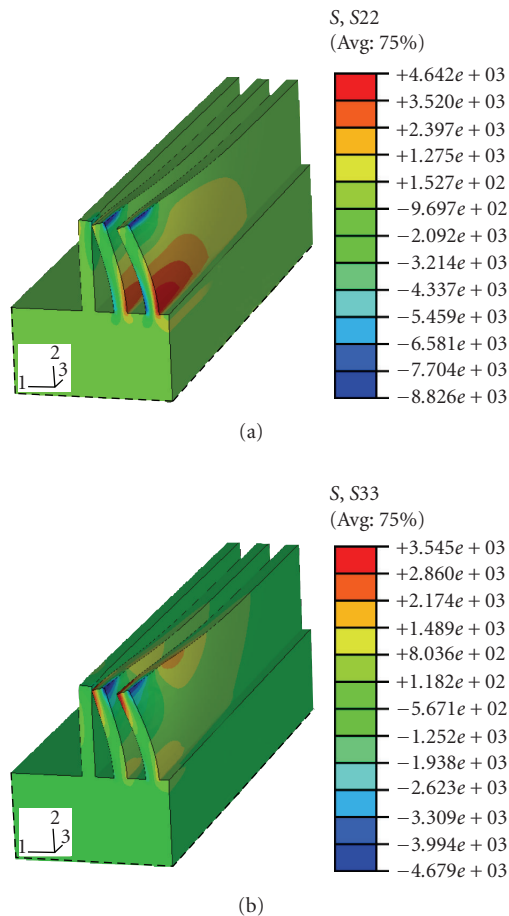 S, S22
(Avg: 75%)
+4.642e + 03
+3.520e + 03
+2.397e + 03
+1.275e + 03
+1.527e + 02
−9.697e + 02
−2.092e + 03
−3.214e + 03
−4.337e + 03
−5.459e + 03
−6.581e + 03
−7.704e + 03
−8.826e + 03
2
3
1
(a)
S, S33
(Avg: 75%)
+3.545e + 03
+2.860e + 03
+2.174e + 03
+1.489e + 03
+8.036e + 02
+1.182e + 02
−5.671e + 02
−1.252e + 03
−1.938e + 03
−2.623e + 03
−3.309e + 03
−3.994e + 03
−4.679e + 03
2
3
1
(b)